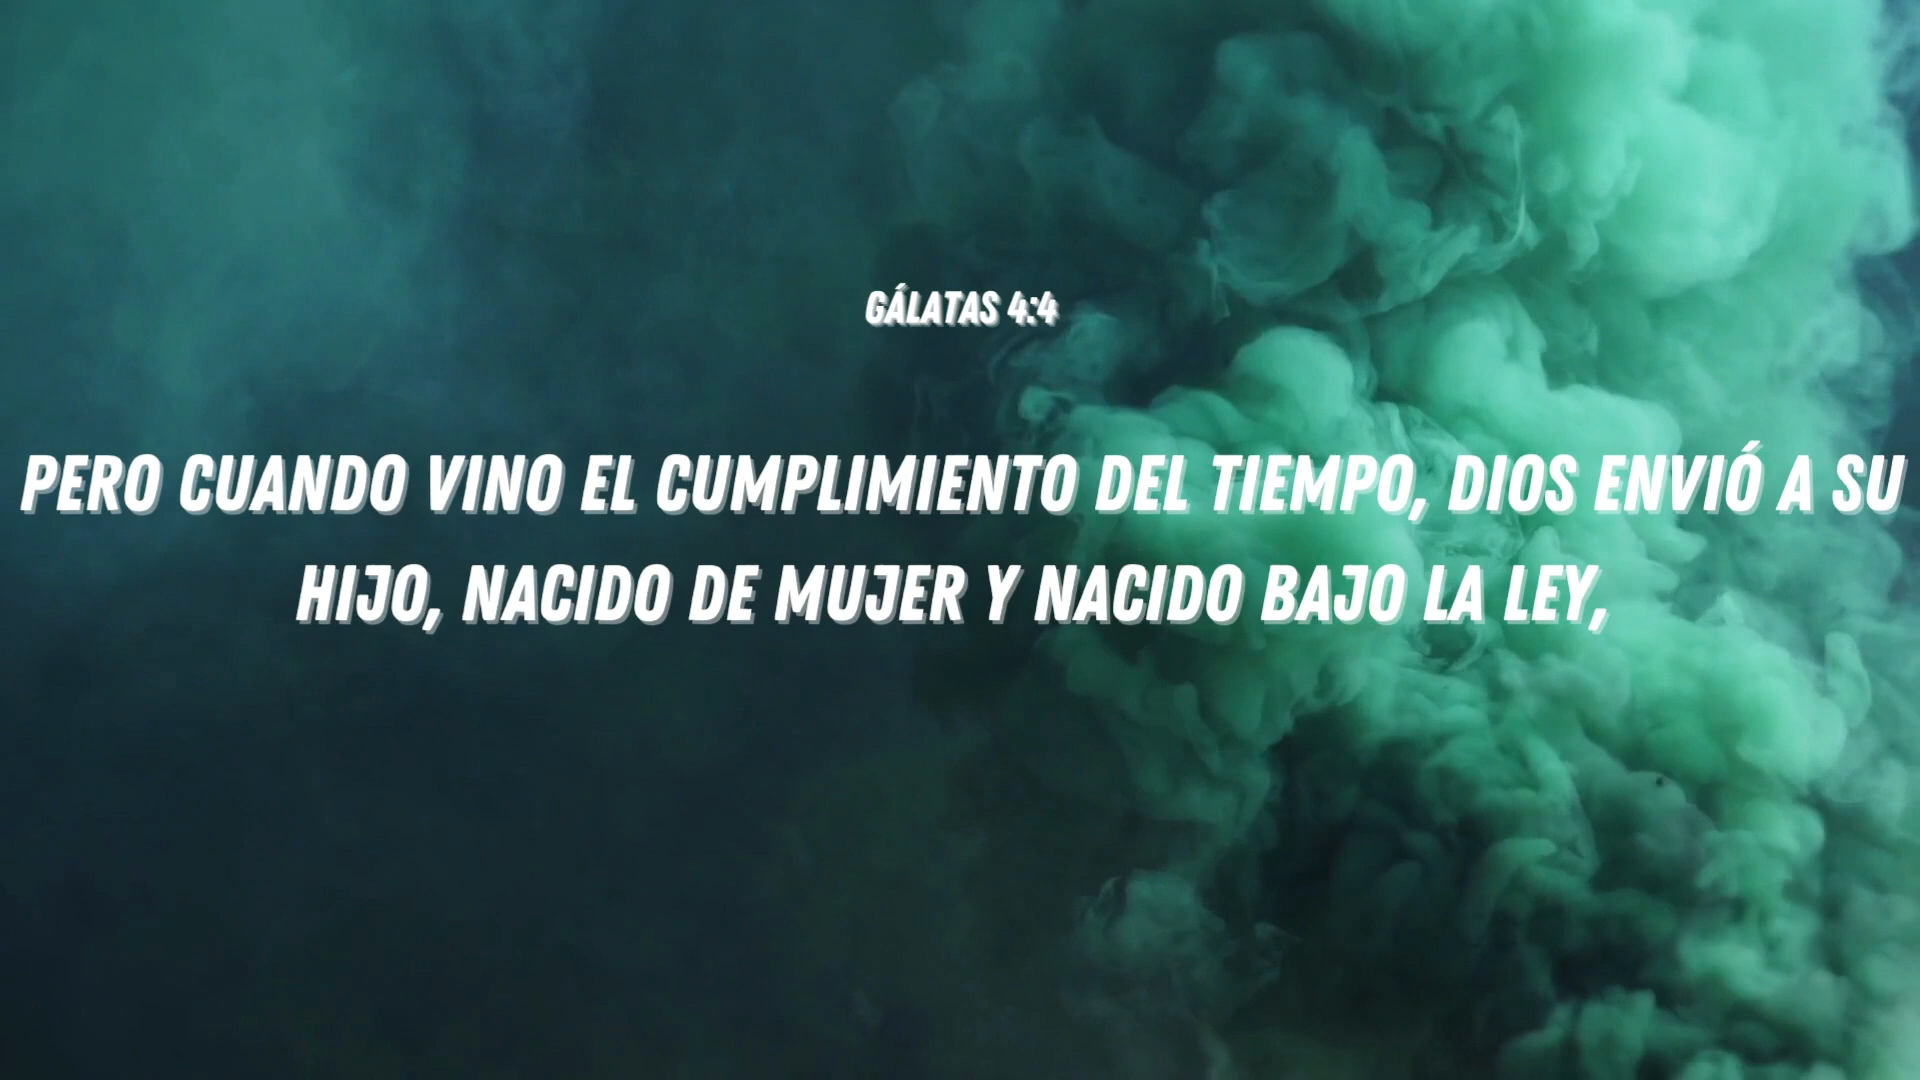 GÁLATAS 4:4
PERO CUANDO VINO EL CUMPLIMIENTO DEL TIEMPO, DIOS ENVIÓ A SU
HIJO, NACIDO DE MUJER Y NACIDO BAJO LA LEY,